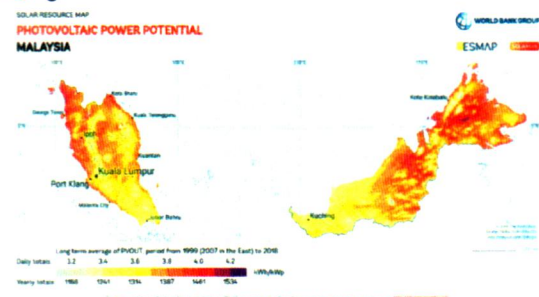 SOLAR RESOURCE MAP
PHOTOVOLTAIC POWER POTENTIAL
MALAYSIA
WORLD BANK GROUP
ESMAP
Kota Bharu
George Town
Kuala Terengganu
Ipoh
Kuantan
Kuala Lumpur
Port Klang
Melaka City
Johor Bahru
Kota Kinabalu
Kuching
Long term average of PVOUT, period from 1999 (2007 in the East) to 2018
Daily totals: 3.2 3.4 3.6 3.8 4.0 4.2
kWh/kWp
Yearly totals: 1168 1241 1314 1387 1461 1534